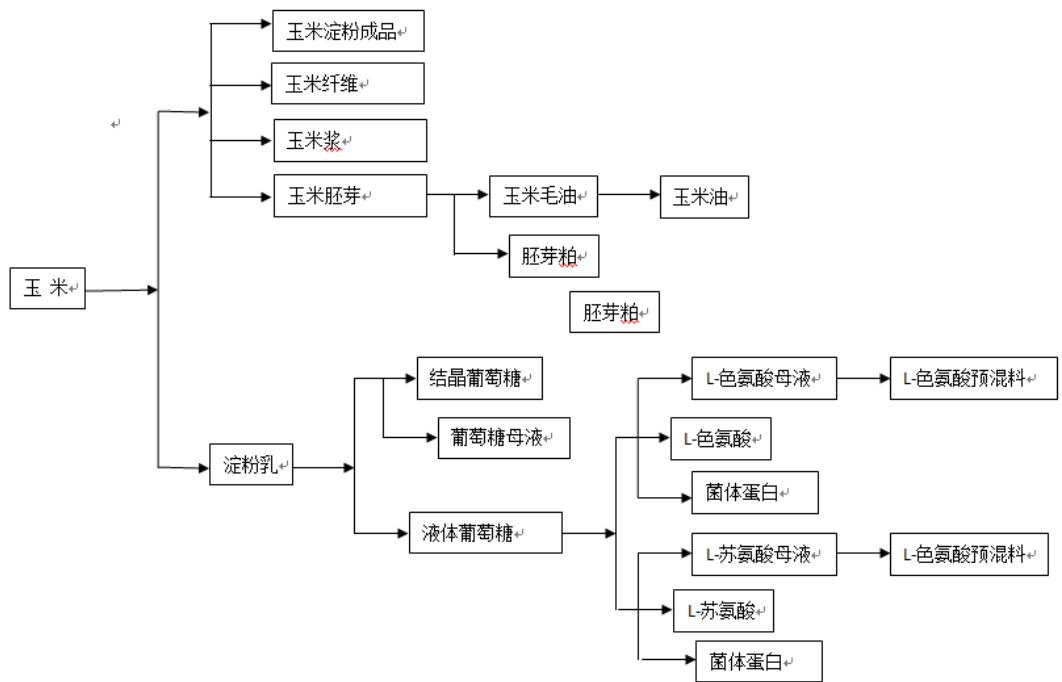 玉米淀粉成品
玉米纤维
玉米浆
玉米胚芽
玉米毛油
玉米油
胚芽粕
玉 米
胚芽粕
结晶葡萄糖
L-色氨酸母液
L-色氨酸预混料
葡萄糖母液
L-色氨酸
淀粉乳
菌体蛋白
液体葡萄糖
L-苏氨酸母液
L-色氨酸预混料
L-苏氨酸
菌体蛋白